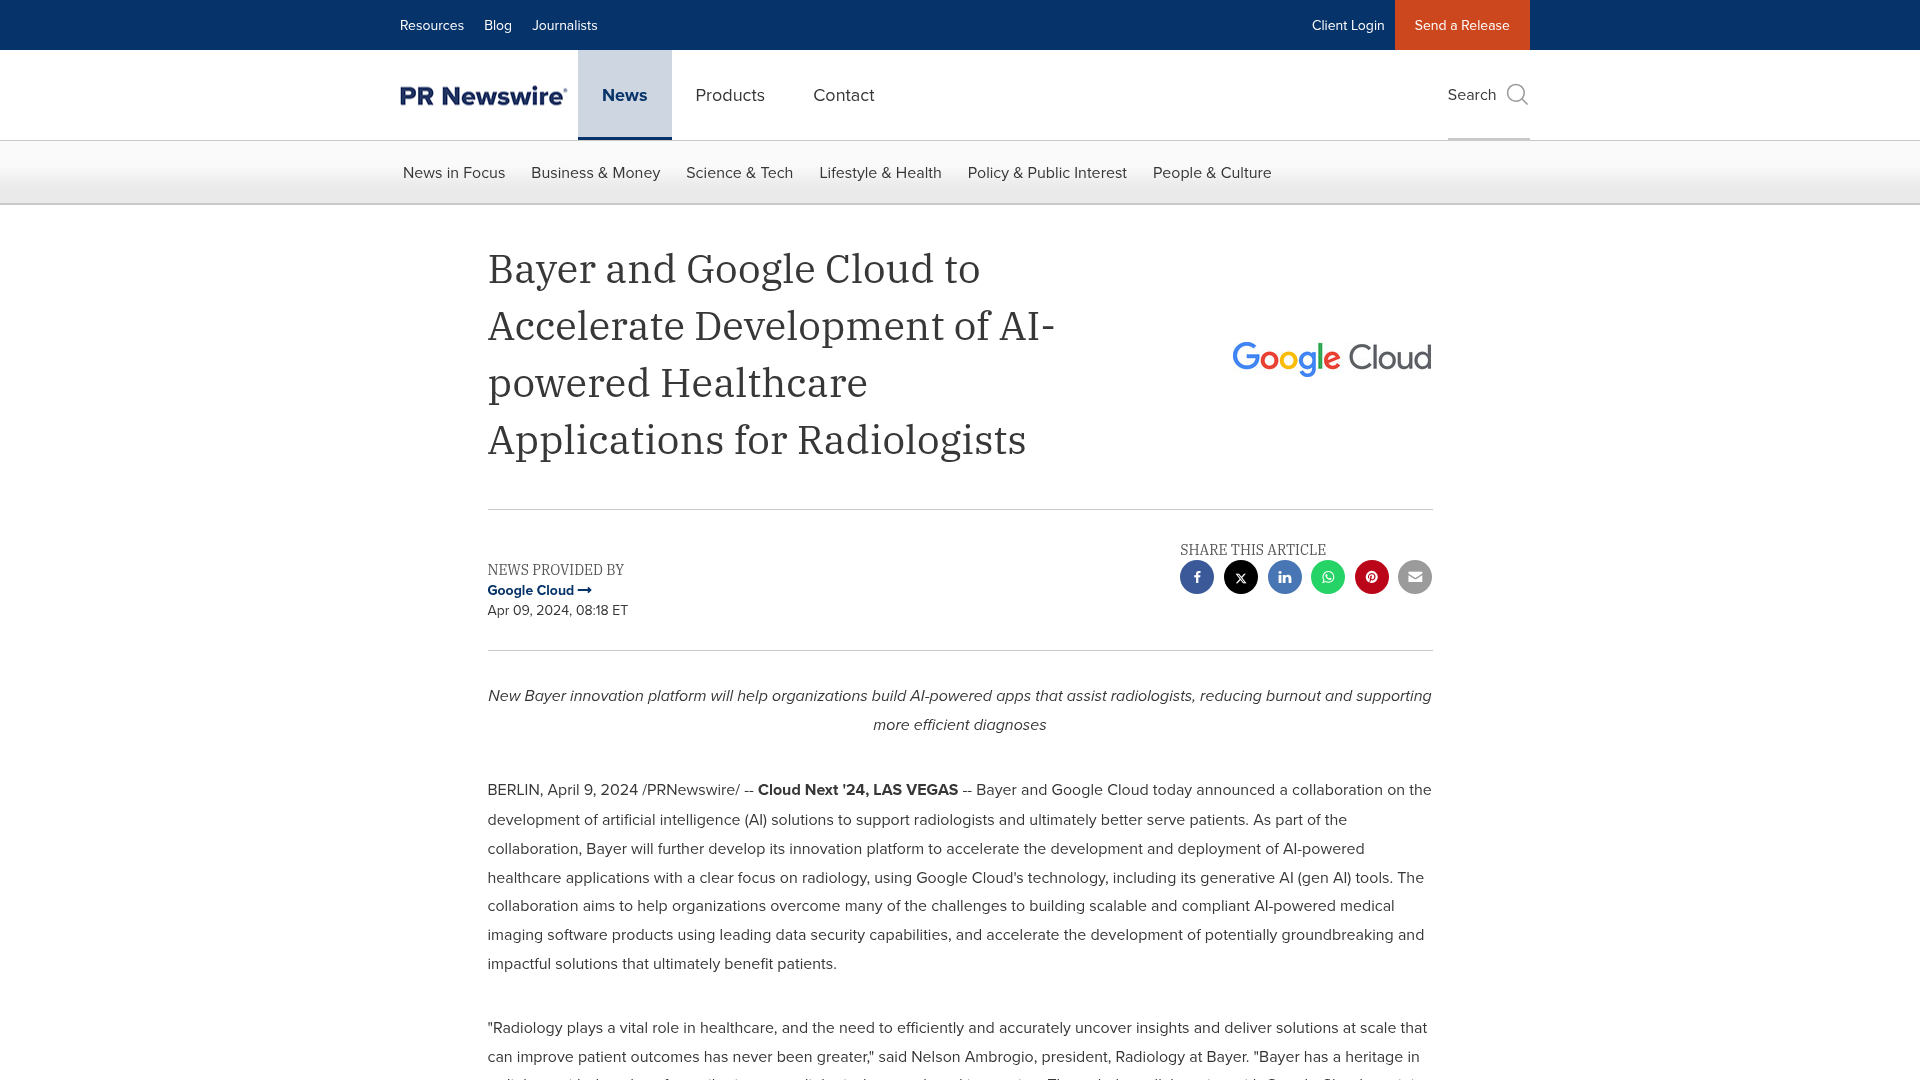 Resources Blog Journalists Client Login Send a Release
PR Newswire® News Products Contact Search
News in Focus Business & Money Science & Tech Lifestyle & Health Policy & Public Interest People & Culture
Bayer and Google Cloud to
Accelerate Development of AI-
powered Healthcare
Applications for Radiologists
Google Cloud
NEWS PROVIDED BY
Google Cloud
Apr 09, 2024, 08:18 ET
SHARE THIS ARTICLE
New Bayer innovation platform will help organizations build AI-powered apps that assist radiologists, reducing burnout and supporting
more efficient diagnoses
BERLIN, April 9, 2024 /PRNewswire/ -- Cloud Next '24, LAS VEGAS -- Bayer and Google Cloud today announced a collaboration on the
development of artificial intelligence (AI) solutions to support radiologists and ultimately better serve patients. As part of the
collaboration, Bayer will further develop its innovation platform to accelerate the development and deployment of AI-powered
healthcare applications with a clear focus on radiology, using Google Cloud's technology, including its generative AI (gen AI) tools. The
collaboration aims to help organizations overcome many of the challenges to building scalable and compliant AI-powered medical
imaging software products using leading data security capabilities, and accelerate the development of potentially groundbreaking and
impactful solutions that ultimately benefit patients.
"Radiology plays a vital role in healthcare, and the need to efficiently and accurately uncover insights and deliver solutions at scale that
can improve patient outcomes has never been greater," said Nelson Ambrogio, president, Radiology at Bayer. "Bayer has a heritage in